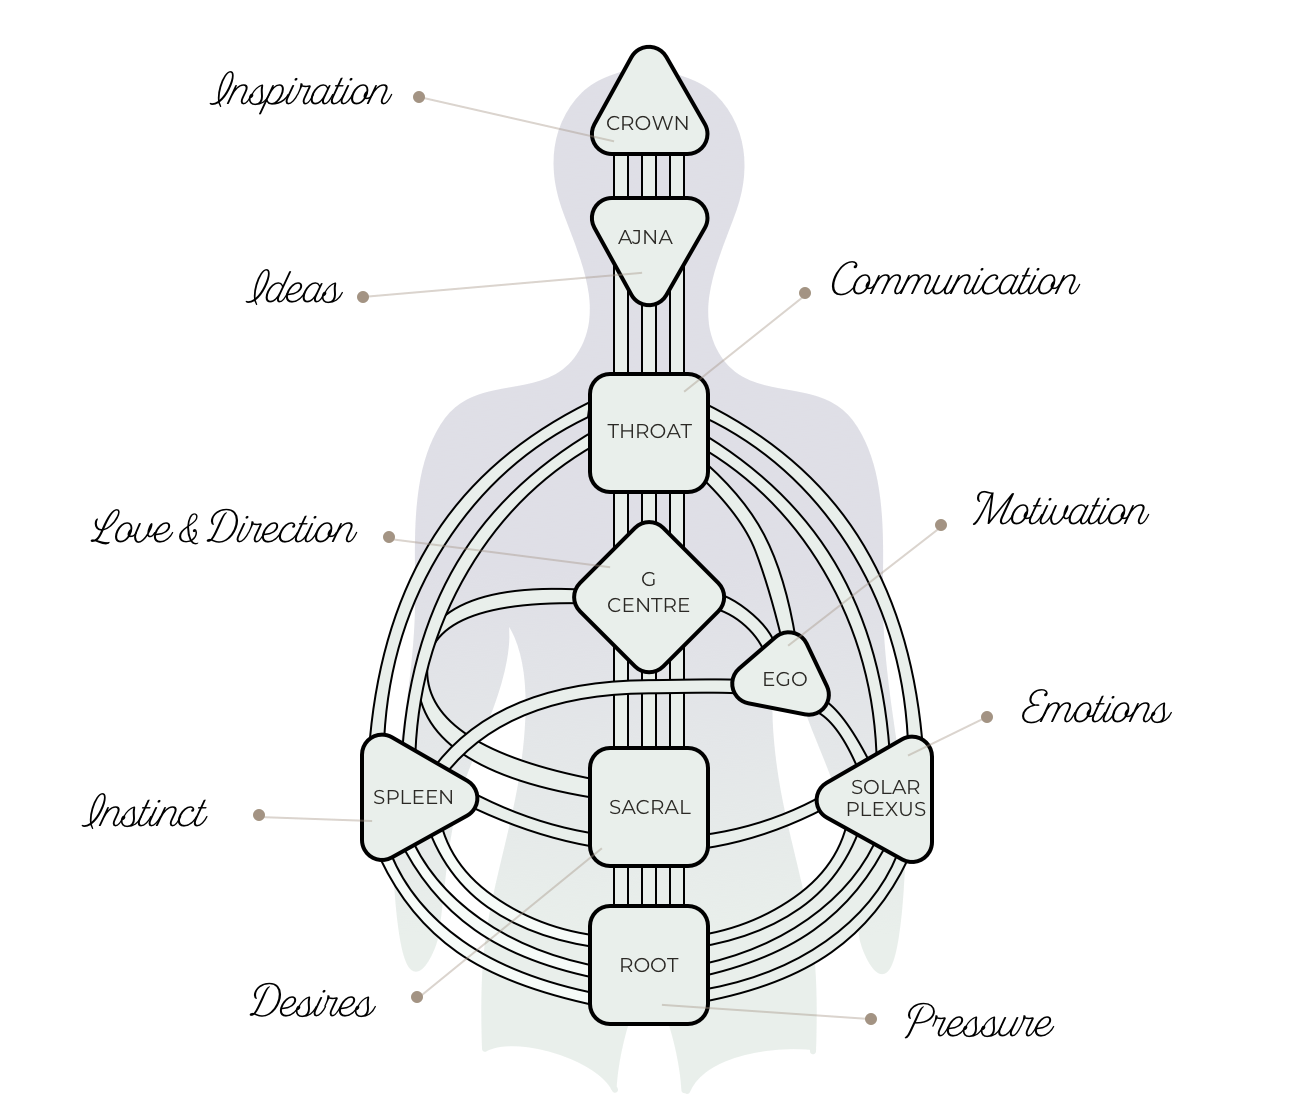 Inspiration
CROWN
AJNA
Ideas
Communication
THROAT
Love & Direction
Motivation
G
CENTRE
EGO
Emotions
SPLEEN
SACRAL
SOLAR
PLEXUS
Instinct
ROOT
Desires
Pressure